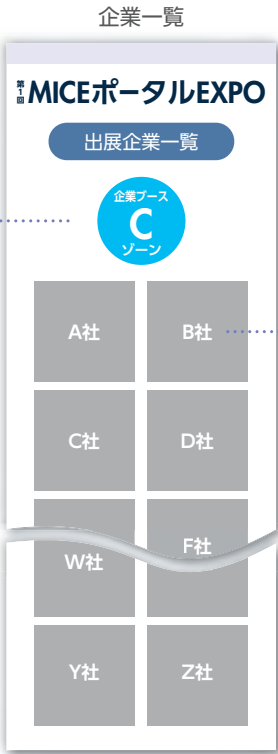 企業一覧
第1回 MICEポータルEXPO
出展企業一覧
企業ブース
C
ゾーン
A社 B社
C社 D社
W社 F社
Y社 Z社